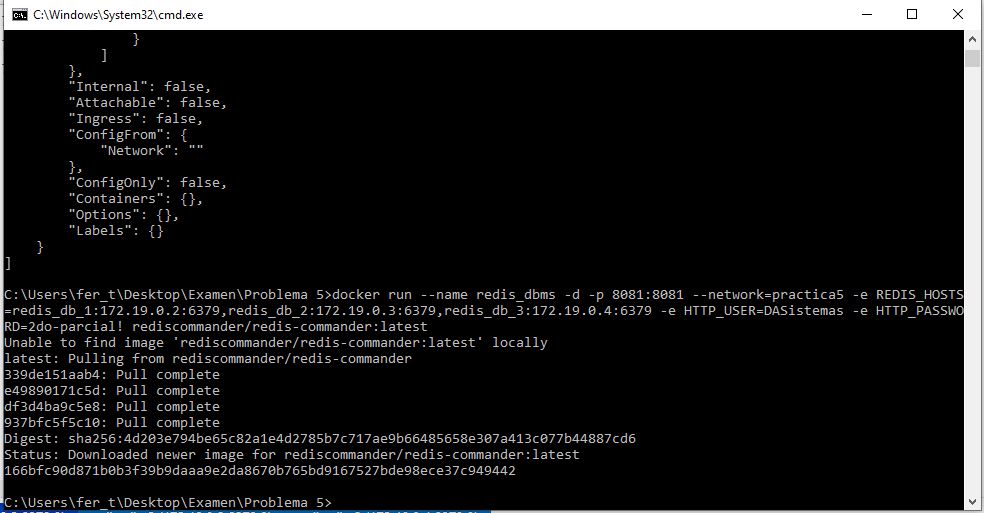 C:\Windows\System32\cmd.exe
}
]
},
"Internal": false,
"Attachable": false,
"Ingress": false,
"ConfigFrom": {
"Network": ""
},
"ConfigOnly": false,
"Containers": {},
"Options": {},
"Labels": {}
}
]
C:\Users\fer_t\Desktop\Examen\Problema 5>docker run --name redis_dbms -d -p 8081:8081 --network=practica5 -e REDIS_HOSTS
=redis_db_1:172.19.0.2:6379,redis_db_2:172.19.0.3:6379,redis_db_3:172.19.0.4:6379 -e HTTP_USER=DASistemas -e HTTP_PASSWO
RD=2do-parcial! rediscommander/redis-commander:latest
Unable to find image 'rediscommander/redis-commander:latest' locally
latest: Pulling from rediscommander/redis-commander
339de151aab4: Pull complete
e49890171c5d: Pull complete
df3d4ba9c5e8: Pull complete
937bfc5f5c10: Pull complete
Digest: sha256:4d203e794be65c82a1e4d2785b7c717ae9b66485658e307a413c077b44887cd6
Status: Downloaded newer image for rediscommander/redis-commander:latest
166bfc90d871b0b3f39b9daaa9e2da8670b765bd9167527bde98ece37c949442
C:\Users\fer_t\Desktop\Examen\Problema 5>